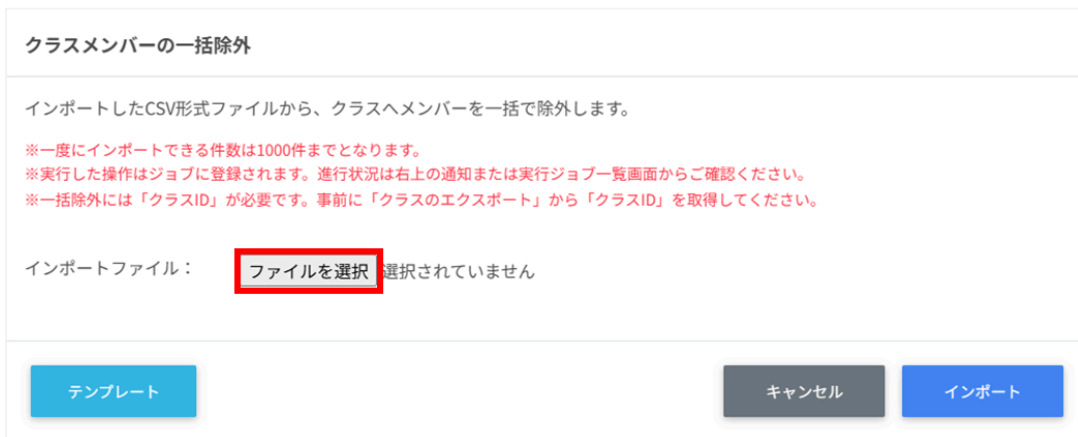 クラスメンバーの一括除外
インポートしたCSV形式ファイルから、クラスへメンバーを一括で除外します。
※一度にインポートできる件数は1000件までとなります。
※実行した操作はジョブに登録されます。進行状況は右上の通知または実行ジョブ一覧画面からご確認ください。
※一括除外には「クラスID」が必要です。事前に「クラスのエクスポート」から「クラスID」を取得してください。
インポートファイル： ファイルを選択 選択されていません
テンプレート キャンセル インポート